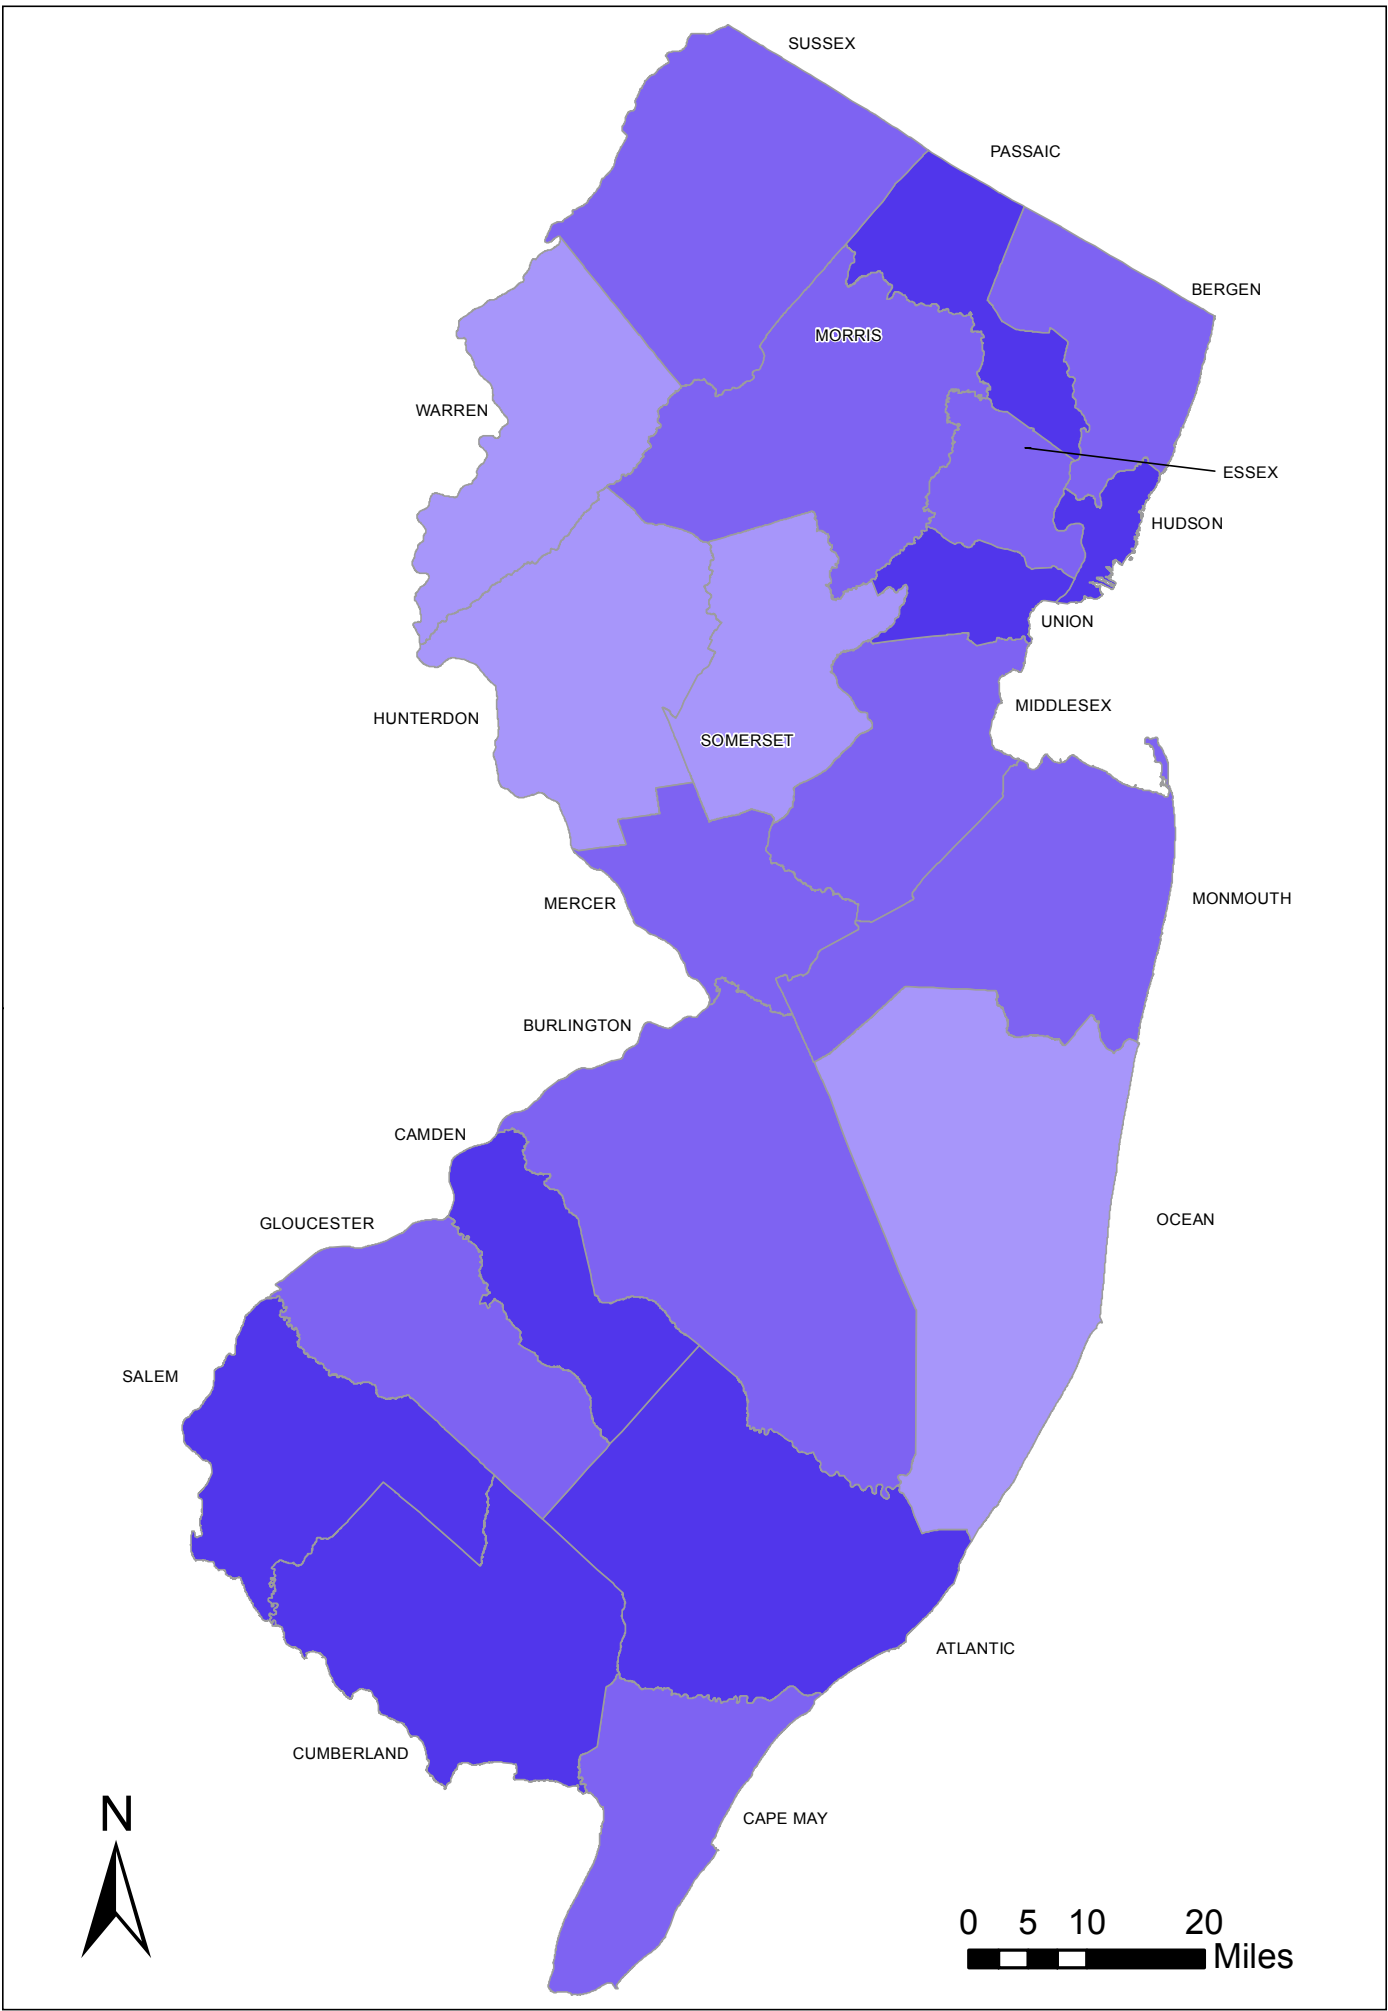 SUSSEX
PASSAIC
BERGEN
MORRIS
WARREN
ESSEX
HUDSON
UNION
MIDDLESEX
HUNTERDON
SOMERSET
MONMOUTH
MERCER
BURLINGTON
CAMDEN
OCEAN
GLOUCESTER
SALEM
ATLANTIC
CUMBERLAND
CAPE MAY
N
0 5 10 20
Miles